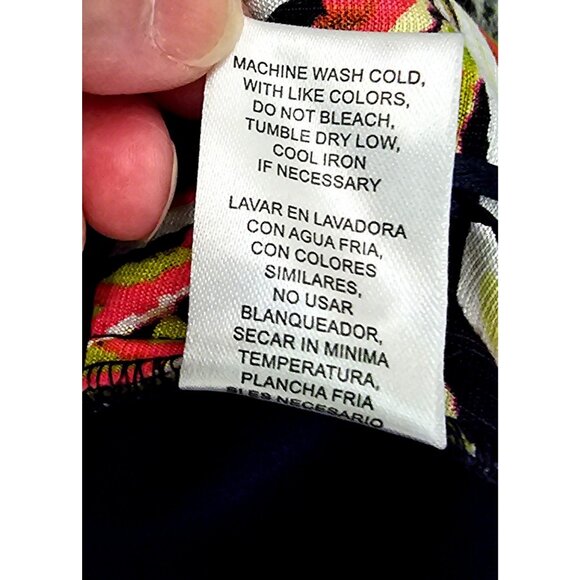 MACHINE WASH COLD,
WITH LIKE COLORS,
DO NOT BLEACH,
TUMBLE DRY LOW,
COOL IRON
IF NECESSARY
LAVAR EN LAVADORA
CON AGUA FRIA,
CON COLORES
SIMILARES,
NO USAR
BLANQUEADOR,
SECAR IN MINIMA
TEMPERATURA,
PLANCHA FRIA
NECESARIO